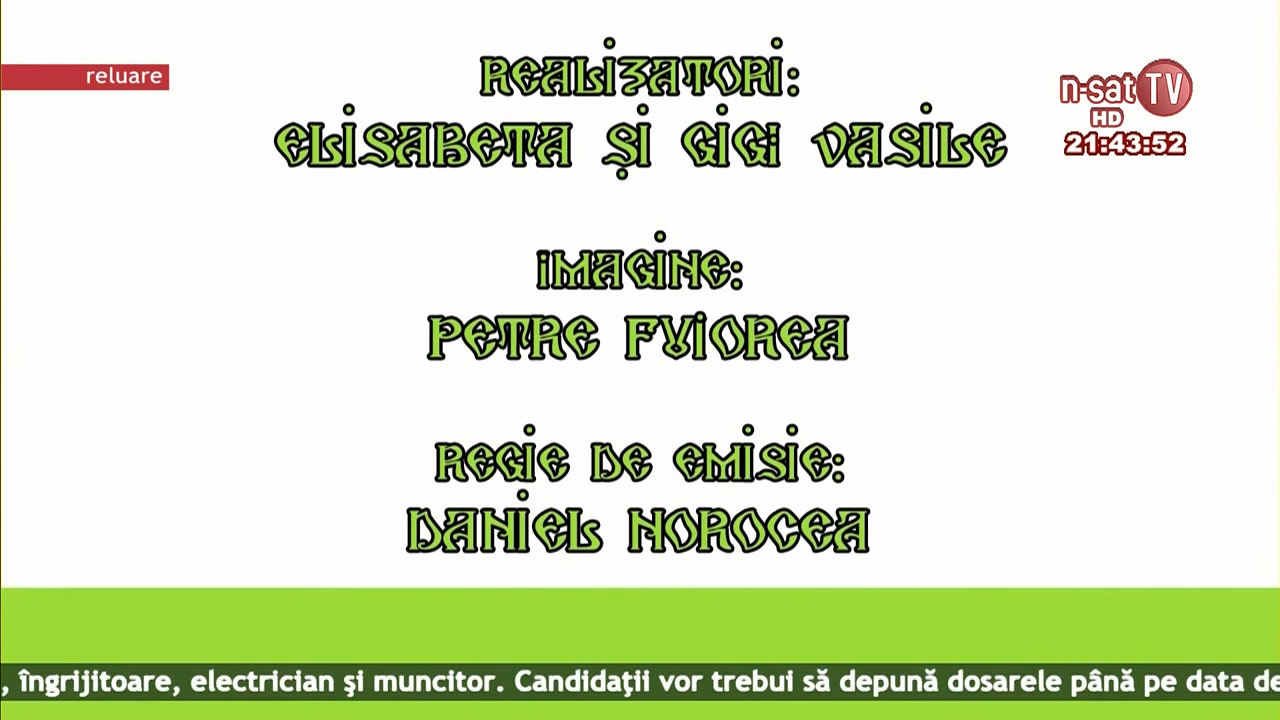 reluare
REALIZATORI:
ELISABETA ȘI GIGI VASILE
n-sat TV
HD
21:43:52
IMAGINE:
PETRE FUIOREA
REGIE DE EMISIE:
DANIEL NOROCEA
, îngrijitoare, electrician şi muncitor. Candidaţii vor trebui să depună dosarele până pe data de